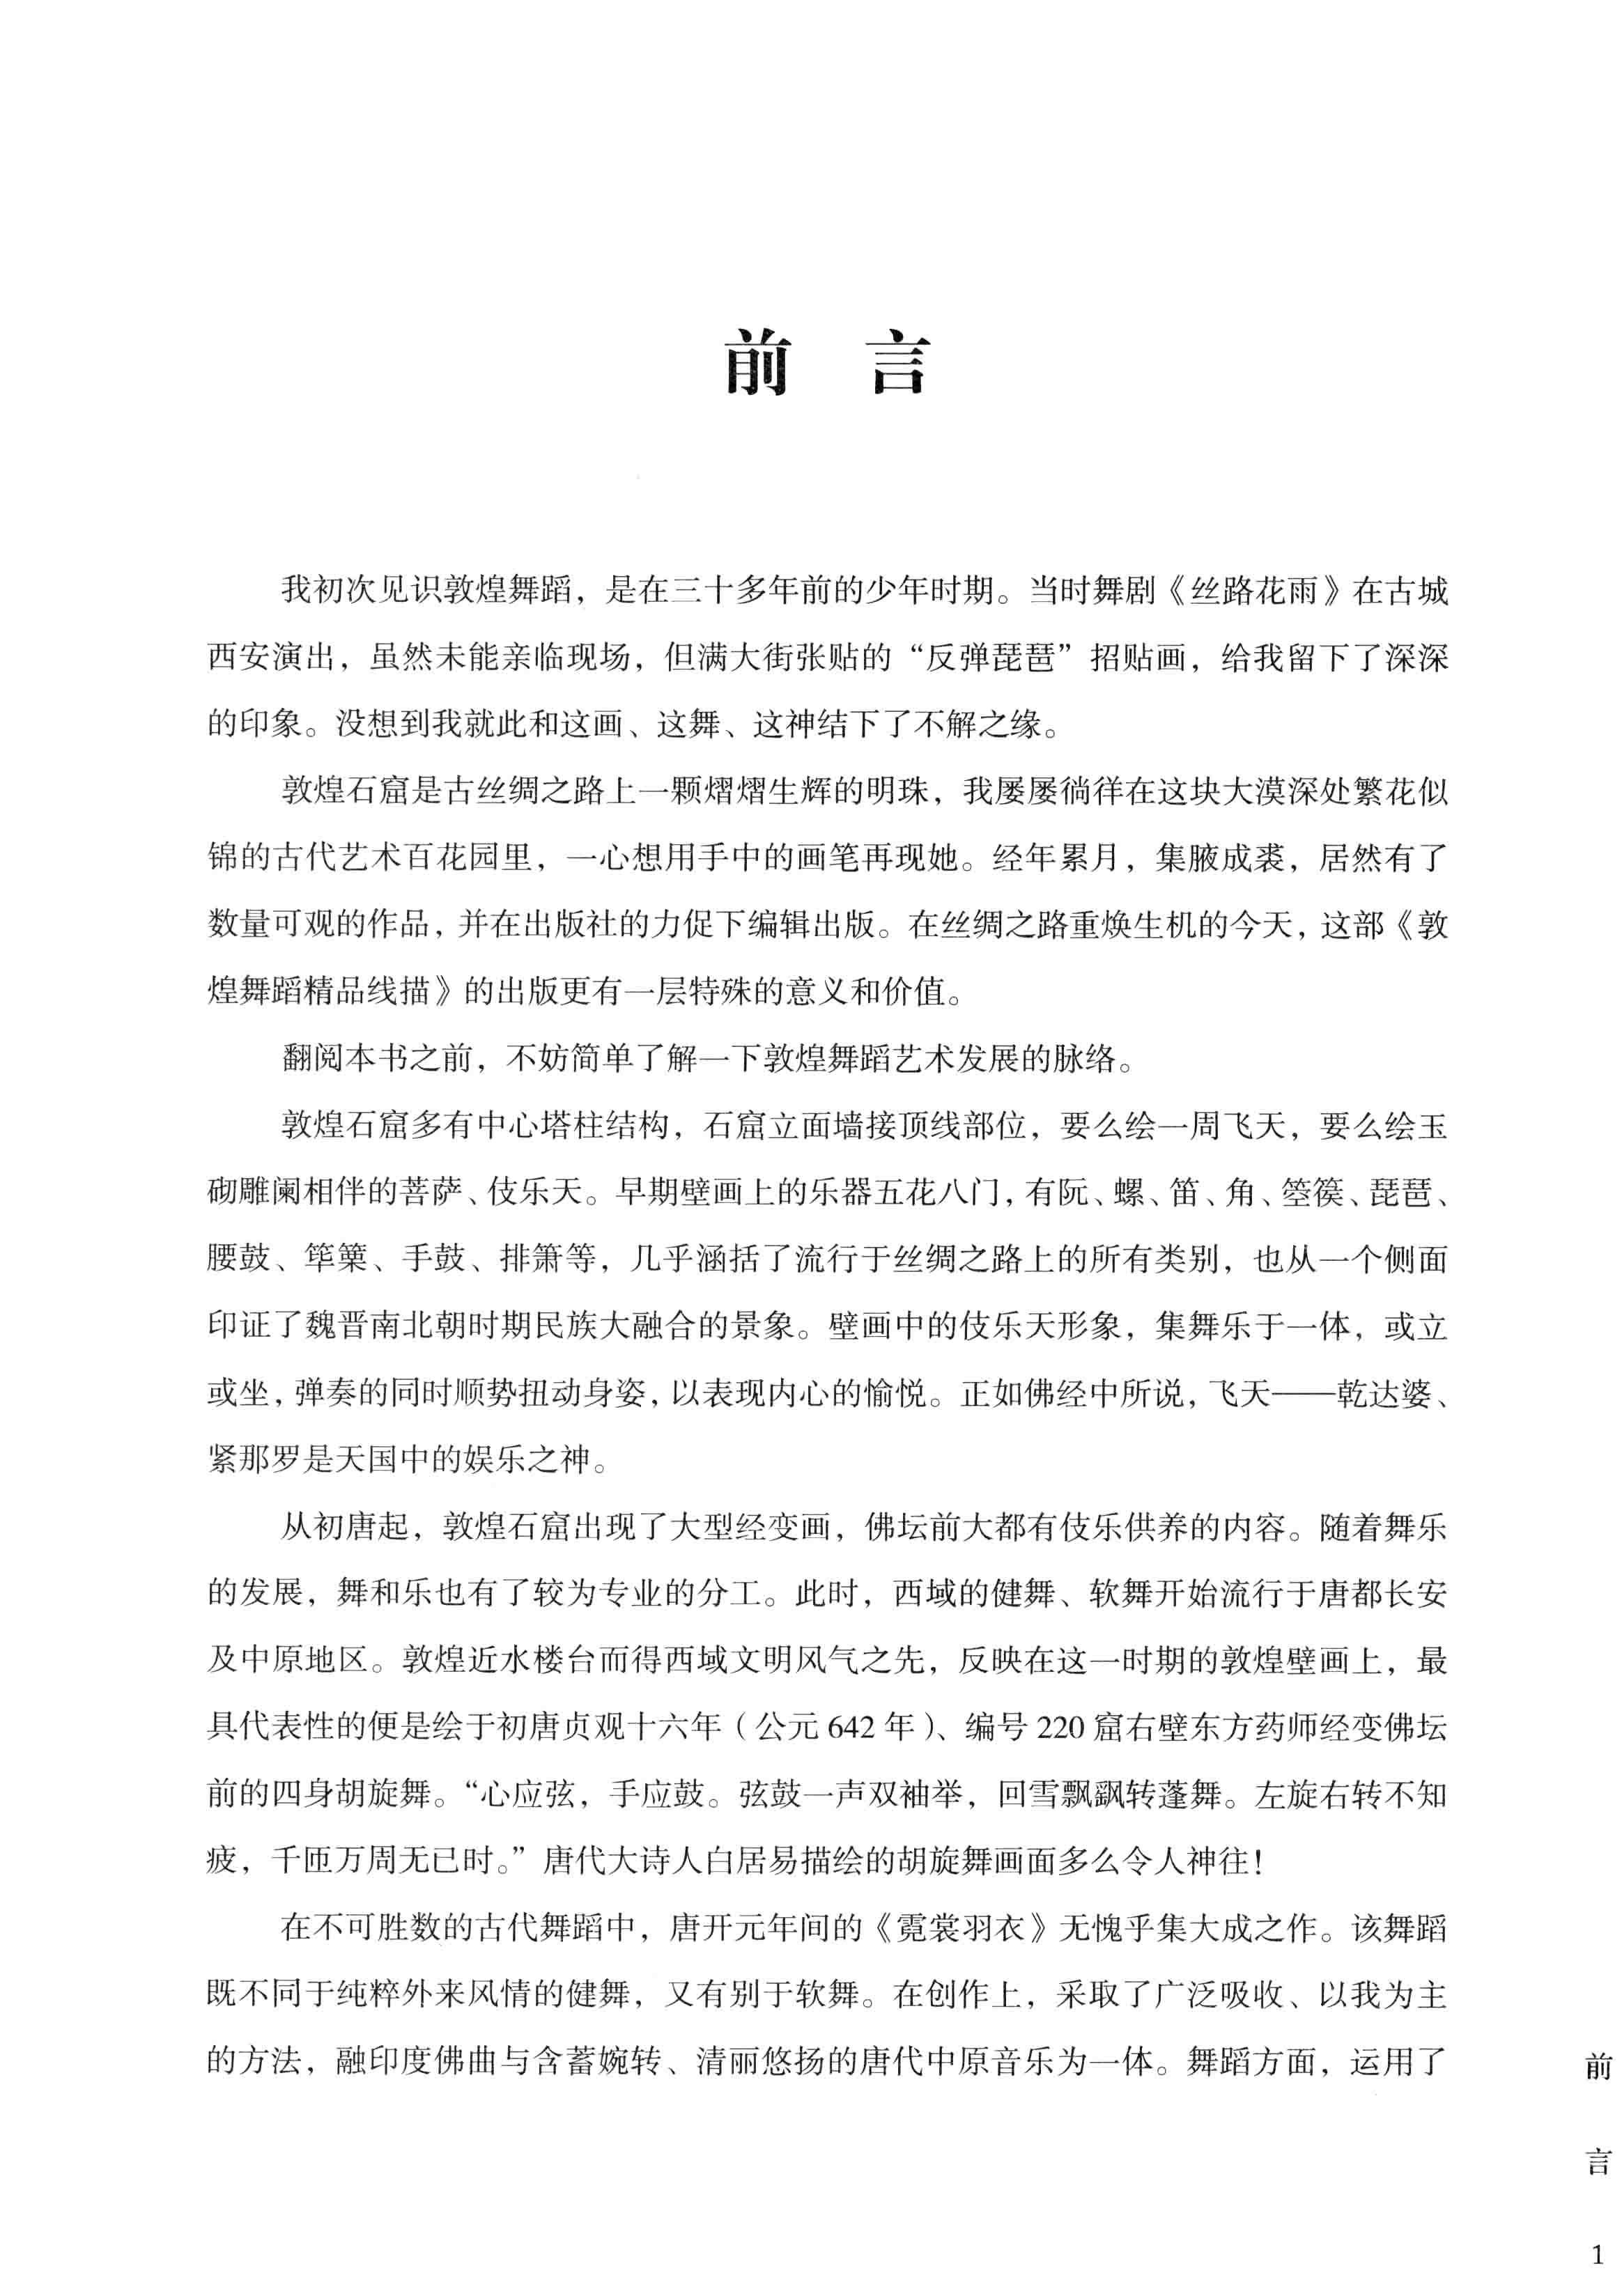 前 言
我初次见识敦煌舞蹈，是在三十多年前的少年时期。当时舞剧《丝路花雨》在古城
西安演出，虽然未能亲临现场，但满大街张贴的“反弹琵琶”招贴画，给我留下了深深
的印象。没想到我就此和这画、这舞、这神结下了不解之缘。
敦煌石窟是古丝绸之路上一颗熠熠生辉的明珠，我屡屡徜徉在这块大漠深处繁花似
锦的古代艺术百花园里，一心想用手中的画笔再现她。经年累月，集腋成裘，居然有了
数量可观的作品，并在出版社的力促下编辑出版。在丝绸之路重焕生机的今天，这部《敦
煌舞蹈精品线描》的出版更有一层特殊的意义和价值。
翻阅本书之前，不妨简单了解一下敦煌舞蹈艺术发展的脉络。
敦煌石窟多有中心塔柱结构，石窟立面墙接顶线部位，要么绘一周飞天，要么绘玉
砌雕阑相伴的菩萨、伎乐天。早期壁画上的乐器五花八门，有阮、螺、笛、角、箜篌、琵琶、
腰鼓、筚篥、手鼓、排箫等，几乎涵括了流行于丝绸之路上的所有类别，也从一个侧面
印证了魏晋南北朝时期民族大融合的景象。壁画中的伎乐天形象，集舞乐于一体，或立
或坐，弹奏的同时顺势扭动身姿，以表现内心的愉悦。正如佛经中所说，飞天——乾达婆、
紧那罗是天国中的娱乐之神。
从初唐起，敦煌石窟出现了大型经变画，佛坛前大都有伎乐供养的内容。随着舞乐
的发展，舞和乐也有了较为专业的分工。此时，西域的健舞、软舞开始流行于唐都长安
及中原地区。敦煌近水楼台而得西域文明风气之先，反映在这一时期的敦煌壁画上，最
具代表性的便是绘于初唐贞观十六年（公元 642 年）、编号 220 窟右壁东方药师经变佛坛
前的四身胡旋舞。“心应弦，手应鼓。弦鼓一声双袖举，回雪飘飖转蓬舞。左旋右转不知
疲，千匝万周无已时。”唐代大诗人白居易描绘的胡旋舞画面多么令人神往！
在不可胜数的古代舞蹈中，唐开元年间的《霓裳羽衣》无愧乎集大成之作。该舞蹈
既不同于纯粹外来风情的健舞，又有别于软舞。在创作上，采取了广泛吸收、以我为主
的方法，融印度佛曲与含蓄婉转、清丽悠扬的唐代中原音乐为一体。舞蹈方面，运用了
前
言
1